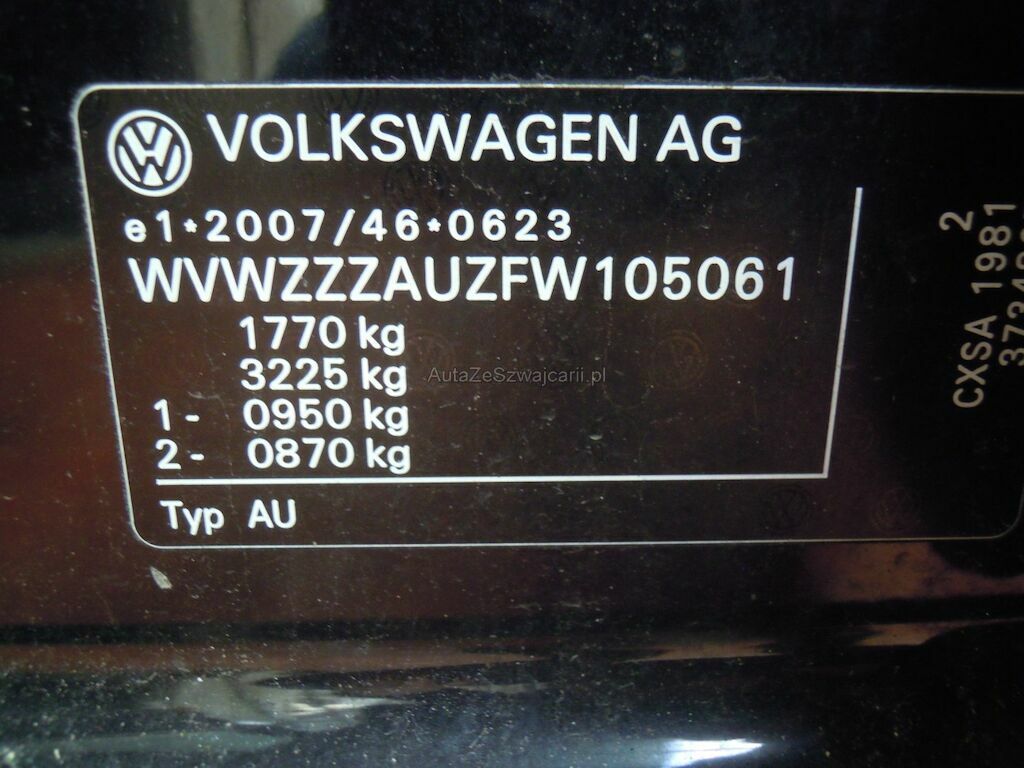 VOLKSWAGEN AG
e1*2007/46*0623
WVWZZZAUZFW105061
1770 kg
3225 kg
1- 0950 kg
2- 0870 kg
Typ AU
AutaZeSzwajcarii.pl
2
CXSA 1981